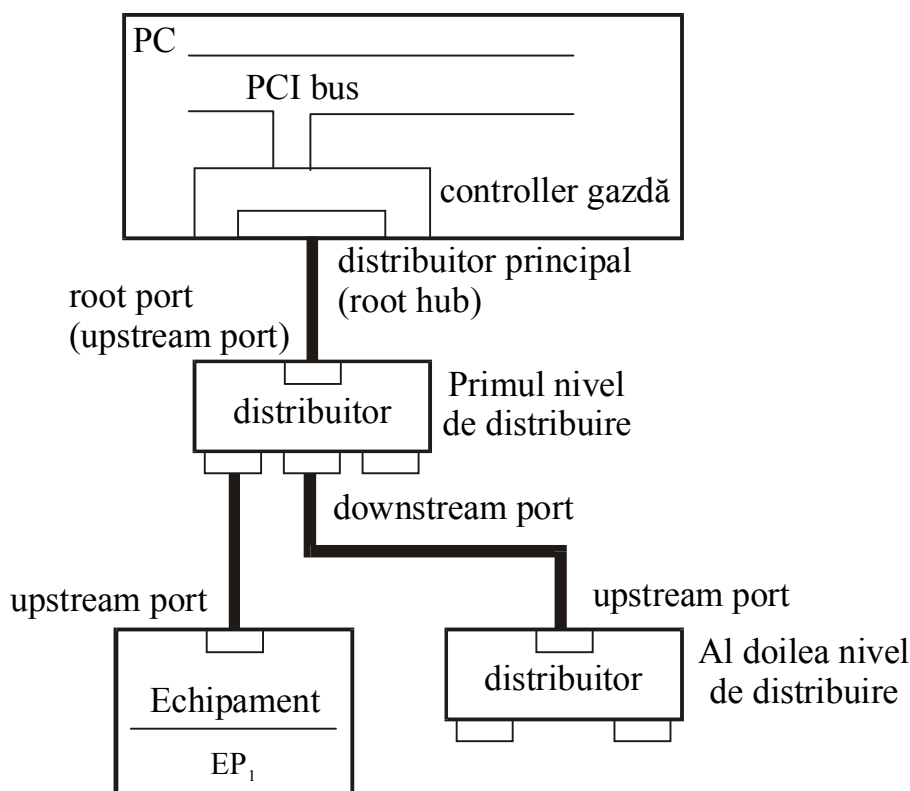 PC
PCI bus
controller gazdă
distribuitor principal
(root hub)
root port
(upstream port)
distribuitor
Primul nivel
de distribuire
downstream port
upstream port
upstream port
Echipament
EP1
distribuitor
Al doilea nivel
de distribuire